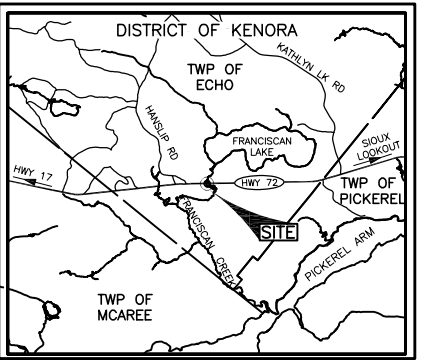 DISTRICT OF KENORA
KATHLYN LK RD
TWP OF
ECHO
HANSLIP RD
FRANCISCAN
LAKE
SIOUX
LOOKOUT
HWY 17
HWY 72
TWP OF
PICKEREL
FRANCISCAN CREEK
SITE
PICKEREL ARM
TWP OF
MCAREE